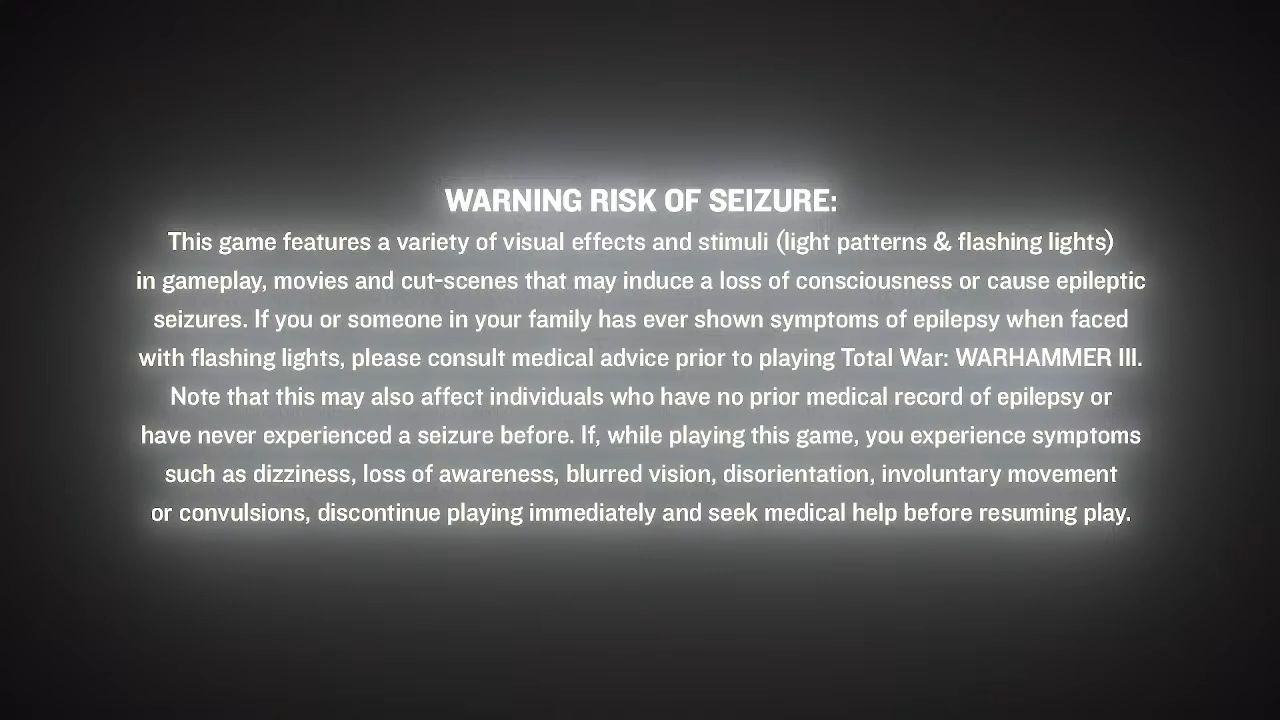 WARNING RISK OF SEIZURE:
This game features a variety of visual effects and stimuli (light patterns & flashing lights)
in gameplay, movies and cut-scenes that may induce a loss of consciousness or cause epileptic
seizures. If you or someone in your family has ever shown symptoms of epilepsy when faced
with flashing lights, please consult medical advice prior to playing Total War: WARHAMMER III.
Note that this may also affect individuals who have no prior medical record of epilepsy or
have never experienced a seizure before. If, while playing this game, you experience symptoms
such as dizziness, loss of awareness, blurred vision, disorientation, involuntary movement
or convulsions, discontinue playing immediately and seek medical help before resuming play.